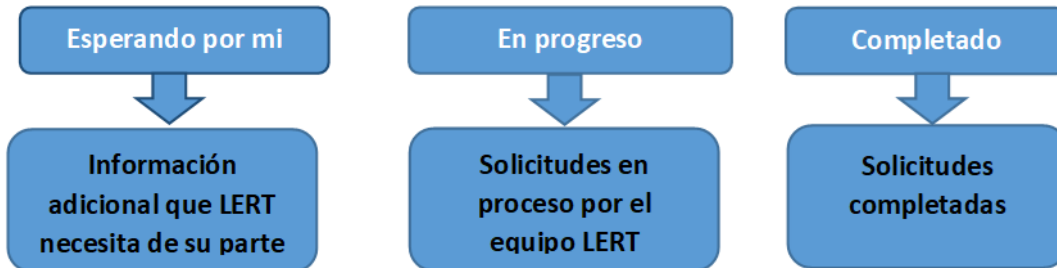 Esperando por mi
En progreso
Completado
Información
adicional que LERT
necesita de su parte
Solicitudes en
proceso por el
equipo LERT
Solicitudes
completadas